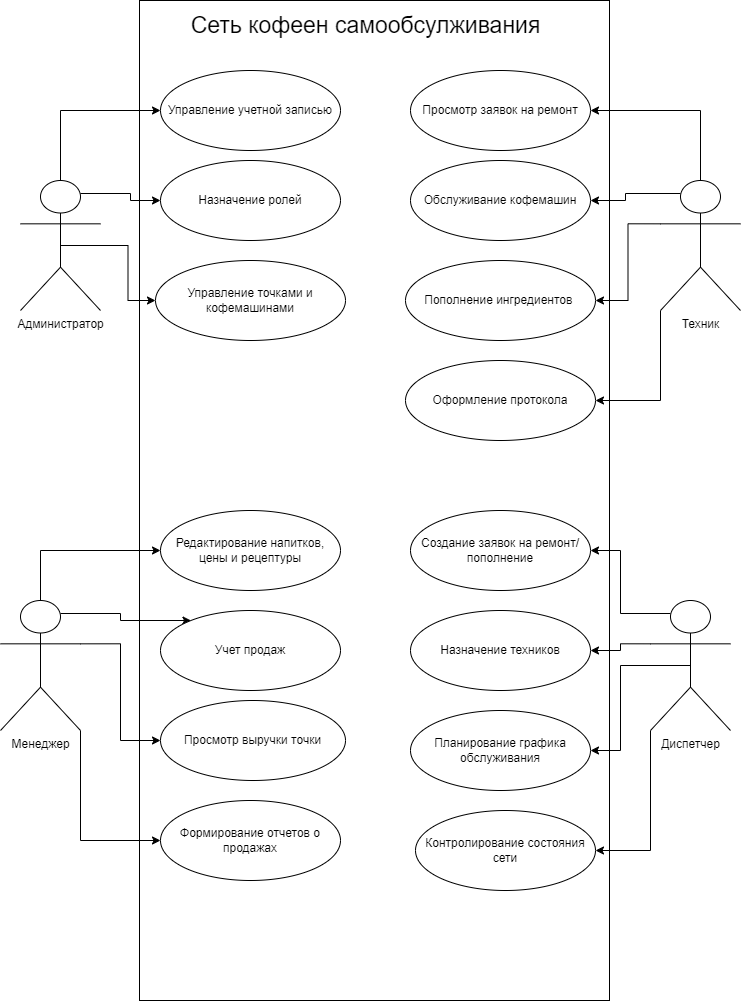 Сеть кофеен самообсулживания
Управление учетной записью
Просмотр заявок на ремонт
Назначение ролей
Обслуживание кофемашин
Управление точками и
кофемашинами
Пополнение ингредиентов
Администратор
Техник
Оформление протокола
Редактирование напитков,
цены и рецептуры
Создание заявок на ремонт/
пополнение
Учет продаж
Назначение техников
Просмотр выручки точки
Планирование графика
обслуживания
Менеджер
Диспетчер
Формирование отчетов о
продажах
Контролирование состояния
сети